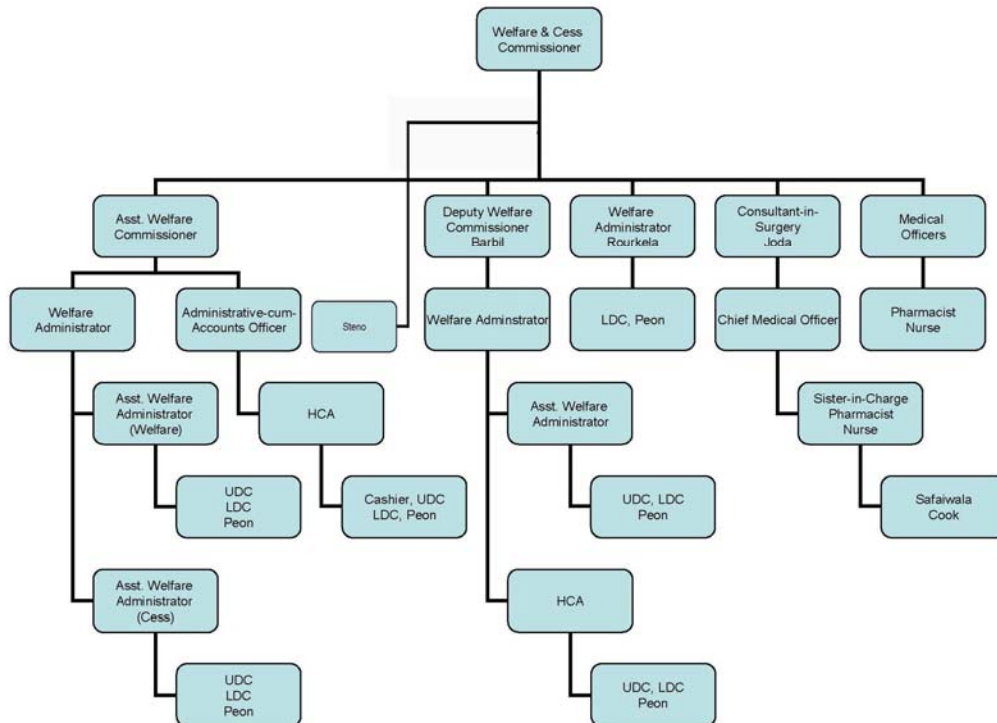 Welfare & Cess
Commissioner
Asst. Welfare
Commissioner
Deputy Welfare
Commissioner
Barbil
Welfare
Administrator
Rourkela
Consultant-in-
Surgery
Joda
Medical
Officers
Welfare
Administrator
Administrative-cum-
Accounts Officer
Steno
Welfare Adminstrator
LDC, Peon
Chief Medical Officer
Pharmacist
Nurse
Asst. Welfare
Administrator
(Welfare)
HCA
Asst. Welfare
Administrator
Sister-in-Charge
Pharmacist
Nurse
UDC
LDC
Peon
Cashier, UDC
LDC, Peon
UDC, LDC
Peon
Safaiwala
Cook
Asst. Welfare
Administrator
(Cess)
HCA
UDC
LDC
Peon
UDC, LDC
Peon